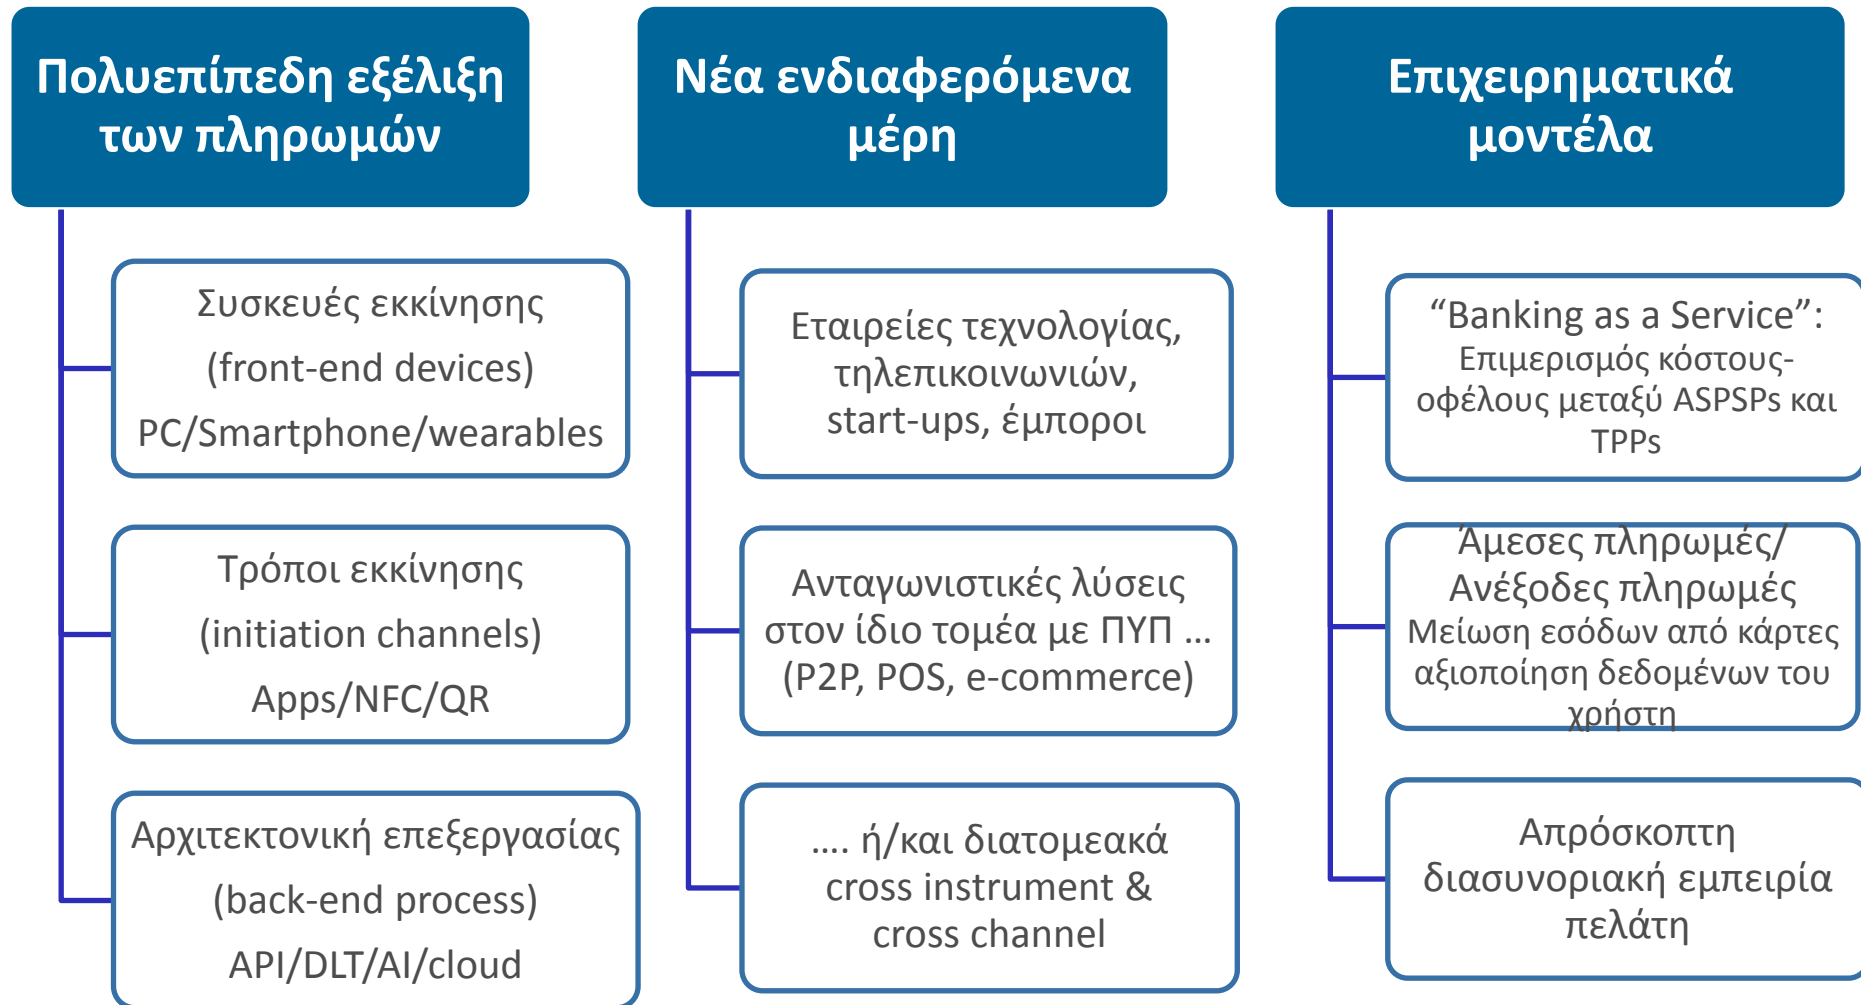 Πολυεπίπεδη εξέλιξη
των πληρωμών
Συσκευές εκκίνησης
(front-end devices)
PC/Smartphone/wearables
Τρόποι εκκίνησης
(initiation channels)
Apps/NFC/QR
Αρχιτεκτονική επεξεργασίας
(back-end process)
API/DLT/AI/cloud
Νέα ενδιαφερόμενα
μέρη
Εταιρείες τεχνολογίας,
τηλεπικοινωνιών,
start-ups, έμποροι
Ανταγωνιστικές λύσεις
στον ίδιο τομέα με ΠΥΠ ...
(P2P, POS, e-commerce)
.... ή/και διατομεακά
cross instrument &
cross channel
Επιχειρηματικά
μοντέλα
“Banking as a Service”:
Επιμερισμός κόστους-
οφέλους μεταξύ ASPSPs και
TPPs
Άμεσες πληρωμές/
Ανέξοδες πληρωμές
Μείωση εσόδων από κάρτες
αξιοποίηση δεδομένων του
χρήστη
Απρόσκοπτη
διασυνοριακή εμπειρία
πελάτη